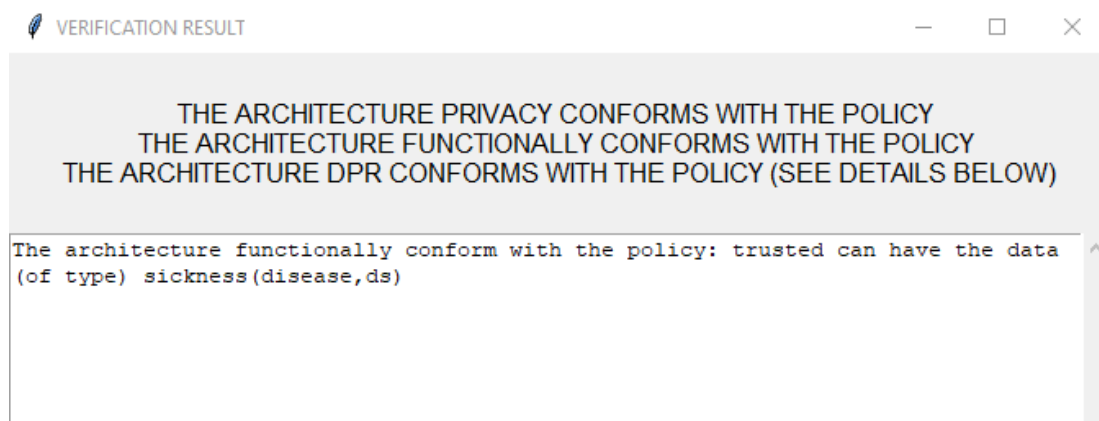 VERIFICATION RESULT
THE ARCHITECTURE PRIVACY CONFORMS WITH THE POLICY
THE ARCHITECTURE FUNCTIONALLY CONFORMS WITH THE POLICY
THE ARCHITECTURE DPR CONFORMS WITH THE POLICY (SEE DETAILS BELOW)
The architecture functionally conform with the policy: trusted can have the data
(of type) sickness(disease,ds)